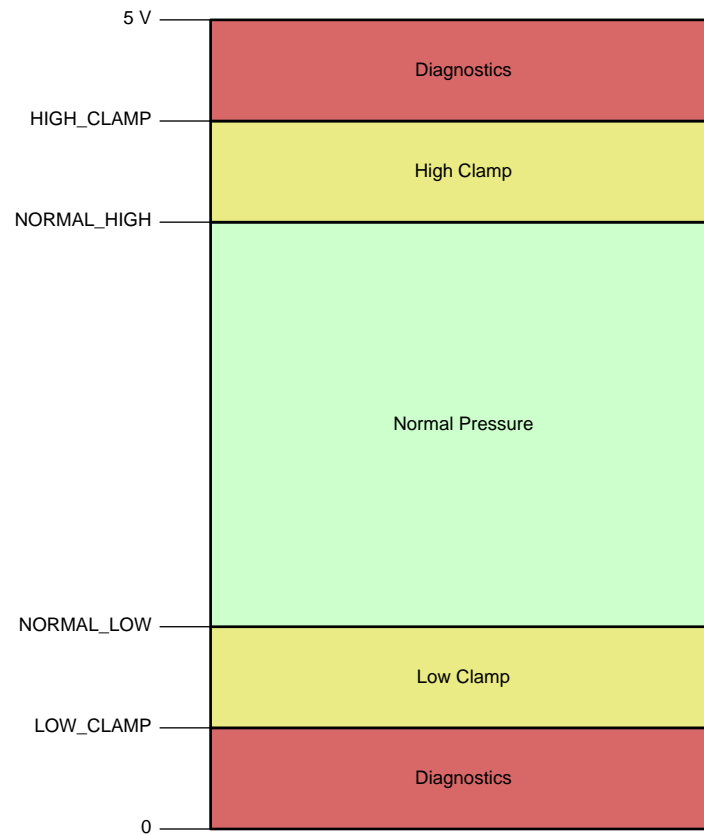 5 V
Diagnostics
HIGH_CLAMP
High Clamp
NORMAL_HIGH
Normal Pressure
NORMAL_LOW
Low Clamp
LOW_CLAMP
Diagnostics
0